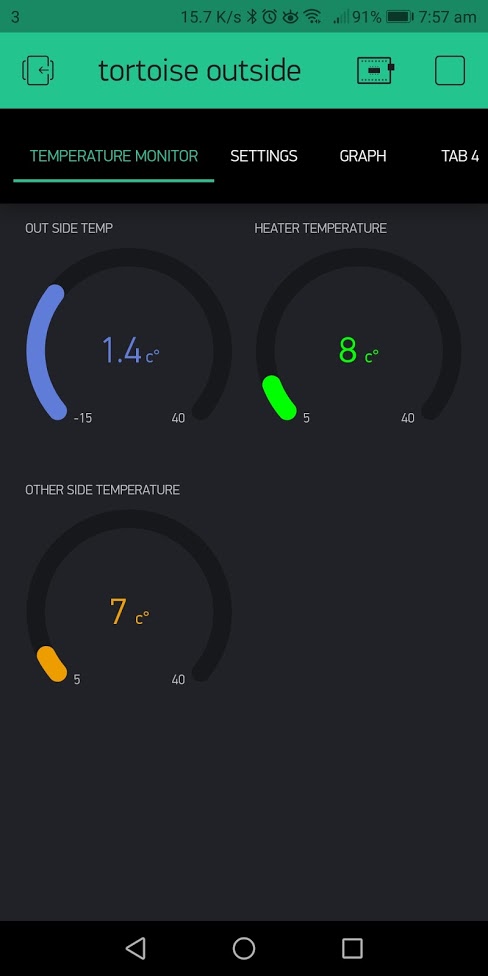 3 15.7 K/s 91% 7:57 am
tortoise outside
TEMPERATURE MONITOR SETTINGS GRAPH TAB 4
OUT SIDE TEMP HEATER TEMPERATURE
1.4 c° 8 c°
-15 40 5 40
OTHER SIDE TEMPERATURE
7 c°
5 40